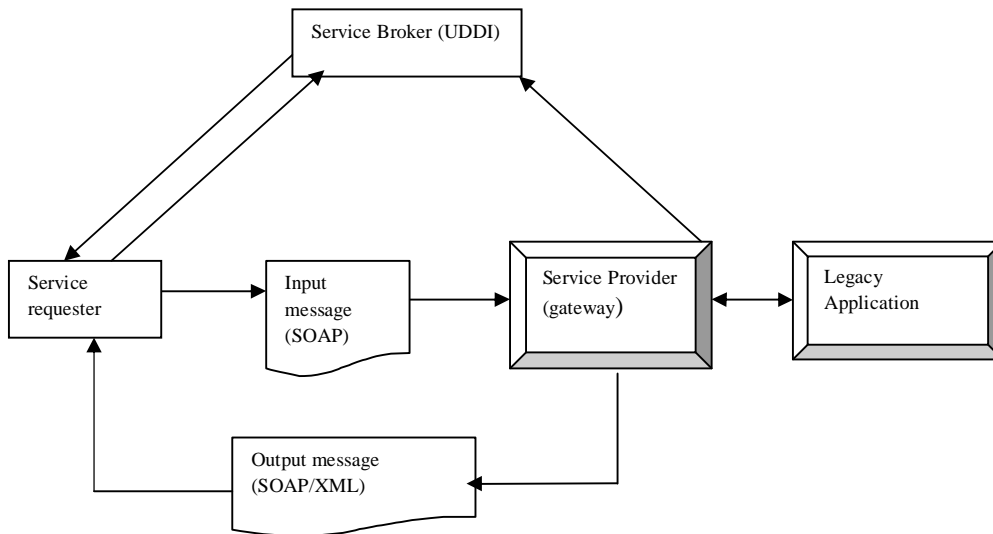 Service Broker (UDDI)
Service
requester
Input
message
(SOAP)
Service Provider
(gateway)
Legacy
Application
Output message
(SOAP/XML)